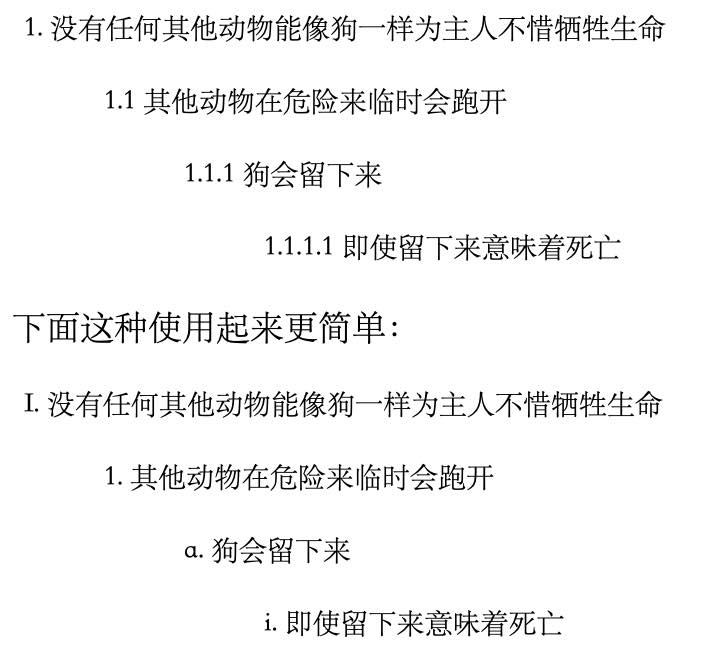 1. 没有任何其他动物能像狗一样为主人不惜牺牲生命
1.1 其他动物在危险来临时会跑开
1.1.1 狗会留下来
1.1.1.1 即使留下来意味着死亡
下面这种使用起来更简单：
I. 没有任何其他动物能像狗一样为主人不惜牺牲生命
1. 其他动物在危险来临时会跑开
a. 狗会留下来
i. 即使留下来意味着死亡